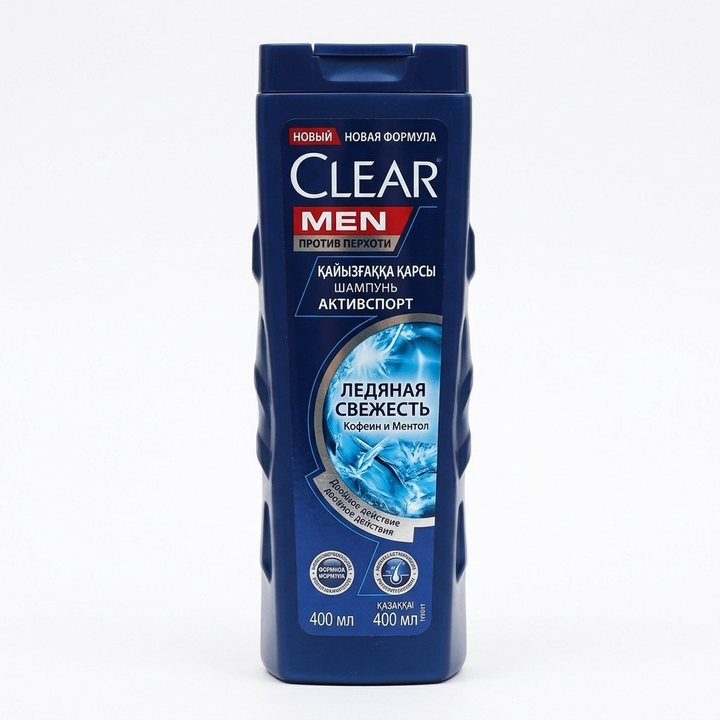 НОВЫЙ НОВАЯ ФОРМУЛА
CLEAR
MEN
ПРОТИВ ПЕРХОТИ
ҚАЙЫЗҒАҚҚА ҚАРСЫ
ШАМПУНЬ
АКТИВСПОРТ
ЛЕДЯНАЯ
СВЕЖЕСТЬ
Кофеин и Ментол
Двойное действие
двойное действия
ҚАЗАҚҚАІ
400 мл 400 мл